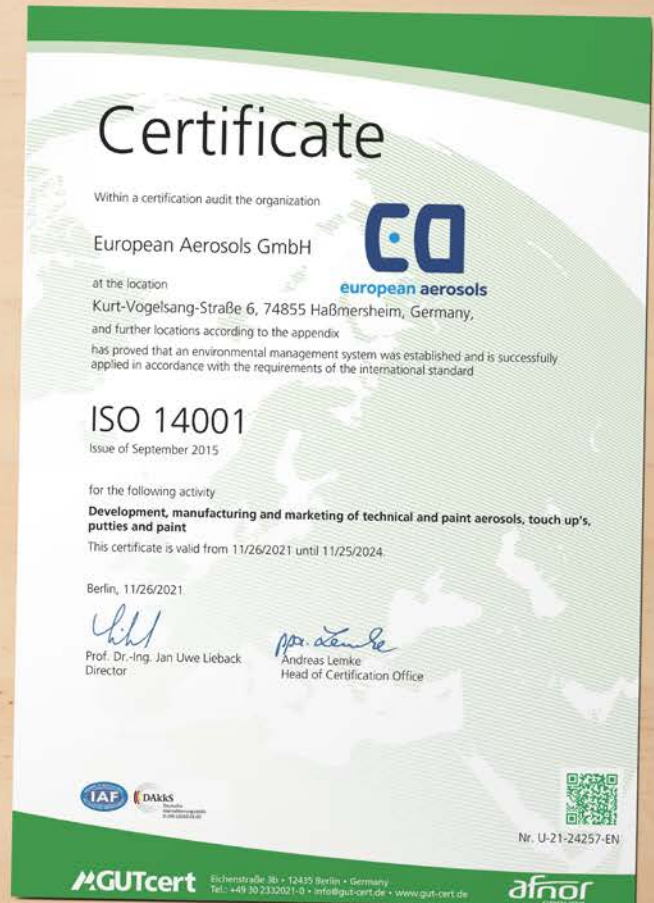 Certificate
Within a certification audit the organization
European Aerosols GmbH
ea
european aerosols
at the location
Kurt-Vogelsang-Straße 6, 74855 Haßmersheim, Germany,
and further locations according to the appendix
has proved that an environmental management system was established and is successfully
applied in accordance with the requirements of the international standard
ISO 14001
Issue of September 2015
for the following activity
Development, manufacturing and marketing of technical and paint aerosols, touch up's,
putties and paint
This certificate is valid from 11/26/2021 until 11/25/2024.
Berlin, 11/26/2021
ppa. Lemke
Prof. Dr.-Ing. Jan Uwe Lieback
Director
Andreas Lemke
Head of Certification Office
IAF
DAkkS
Deutsche
Akkreditierungsstelle
Nr. U-21-24257-EN
GUTcert
Eichenstraße 3b • 12435 Berlin • Germany
Tel.: +49 30 2332021-0 • info@gut-cert.de • www.gut-cert.de
afnor